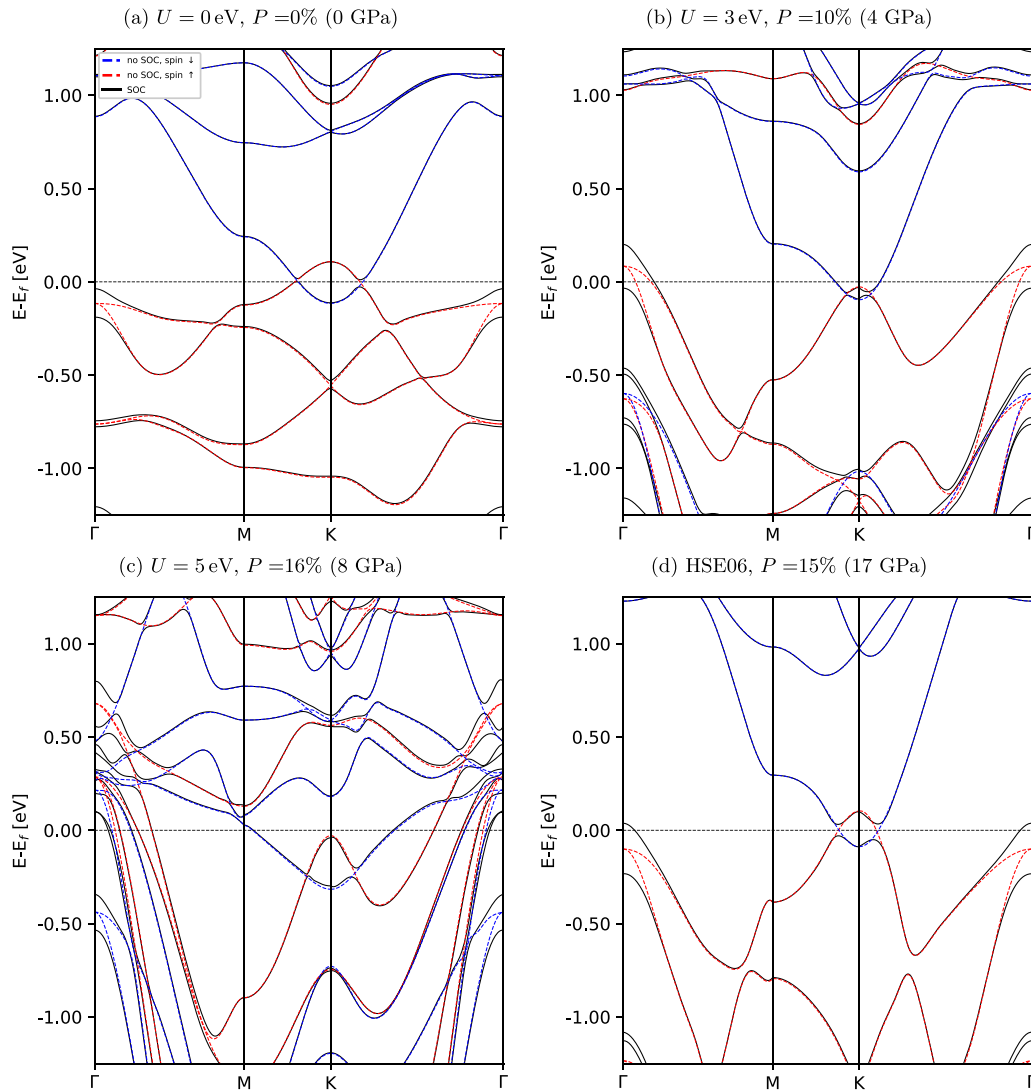 (a) U = 0 eV, P =0% (0 GPa)
no SOC, spin ↓
no SOC, spin ↑
SOC
1.00
0.50
0.00
-0.50
-1.00
E-E_f [eV]
Γ M K Γ
(b) U = 3 eV, P =10% (4 GPa)
1.00
0.50
0.00
-0.50
-1.00
E-E_f [eV]
Γ M K Γ
(c) U = 5 eV, P =16% (8 GPa)
1.00
0.50
0.00
-0.50
-1.00
E-E_f [eV]
Γ M K Γ
(d) HSE06, P =15% (17 GPa)
1.00
0.50
0.00
-0.50
-1.00
E-E_f [eV]
Γ M K Γ